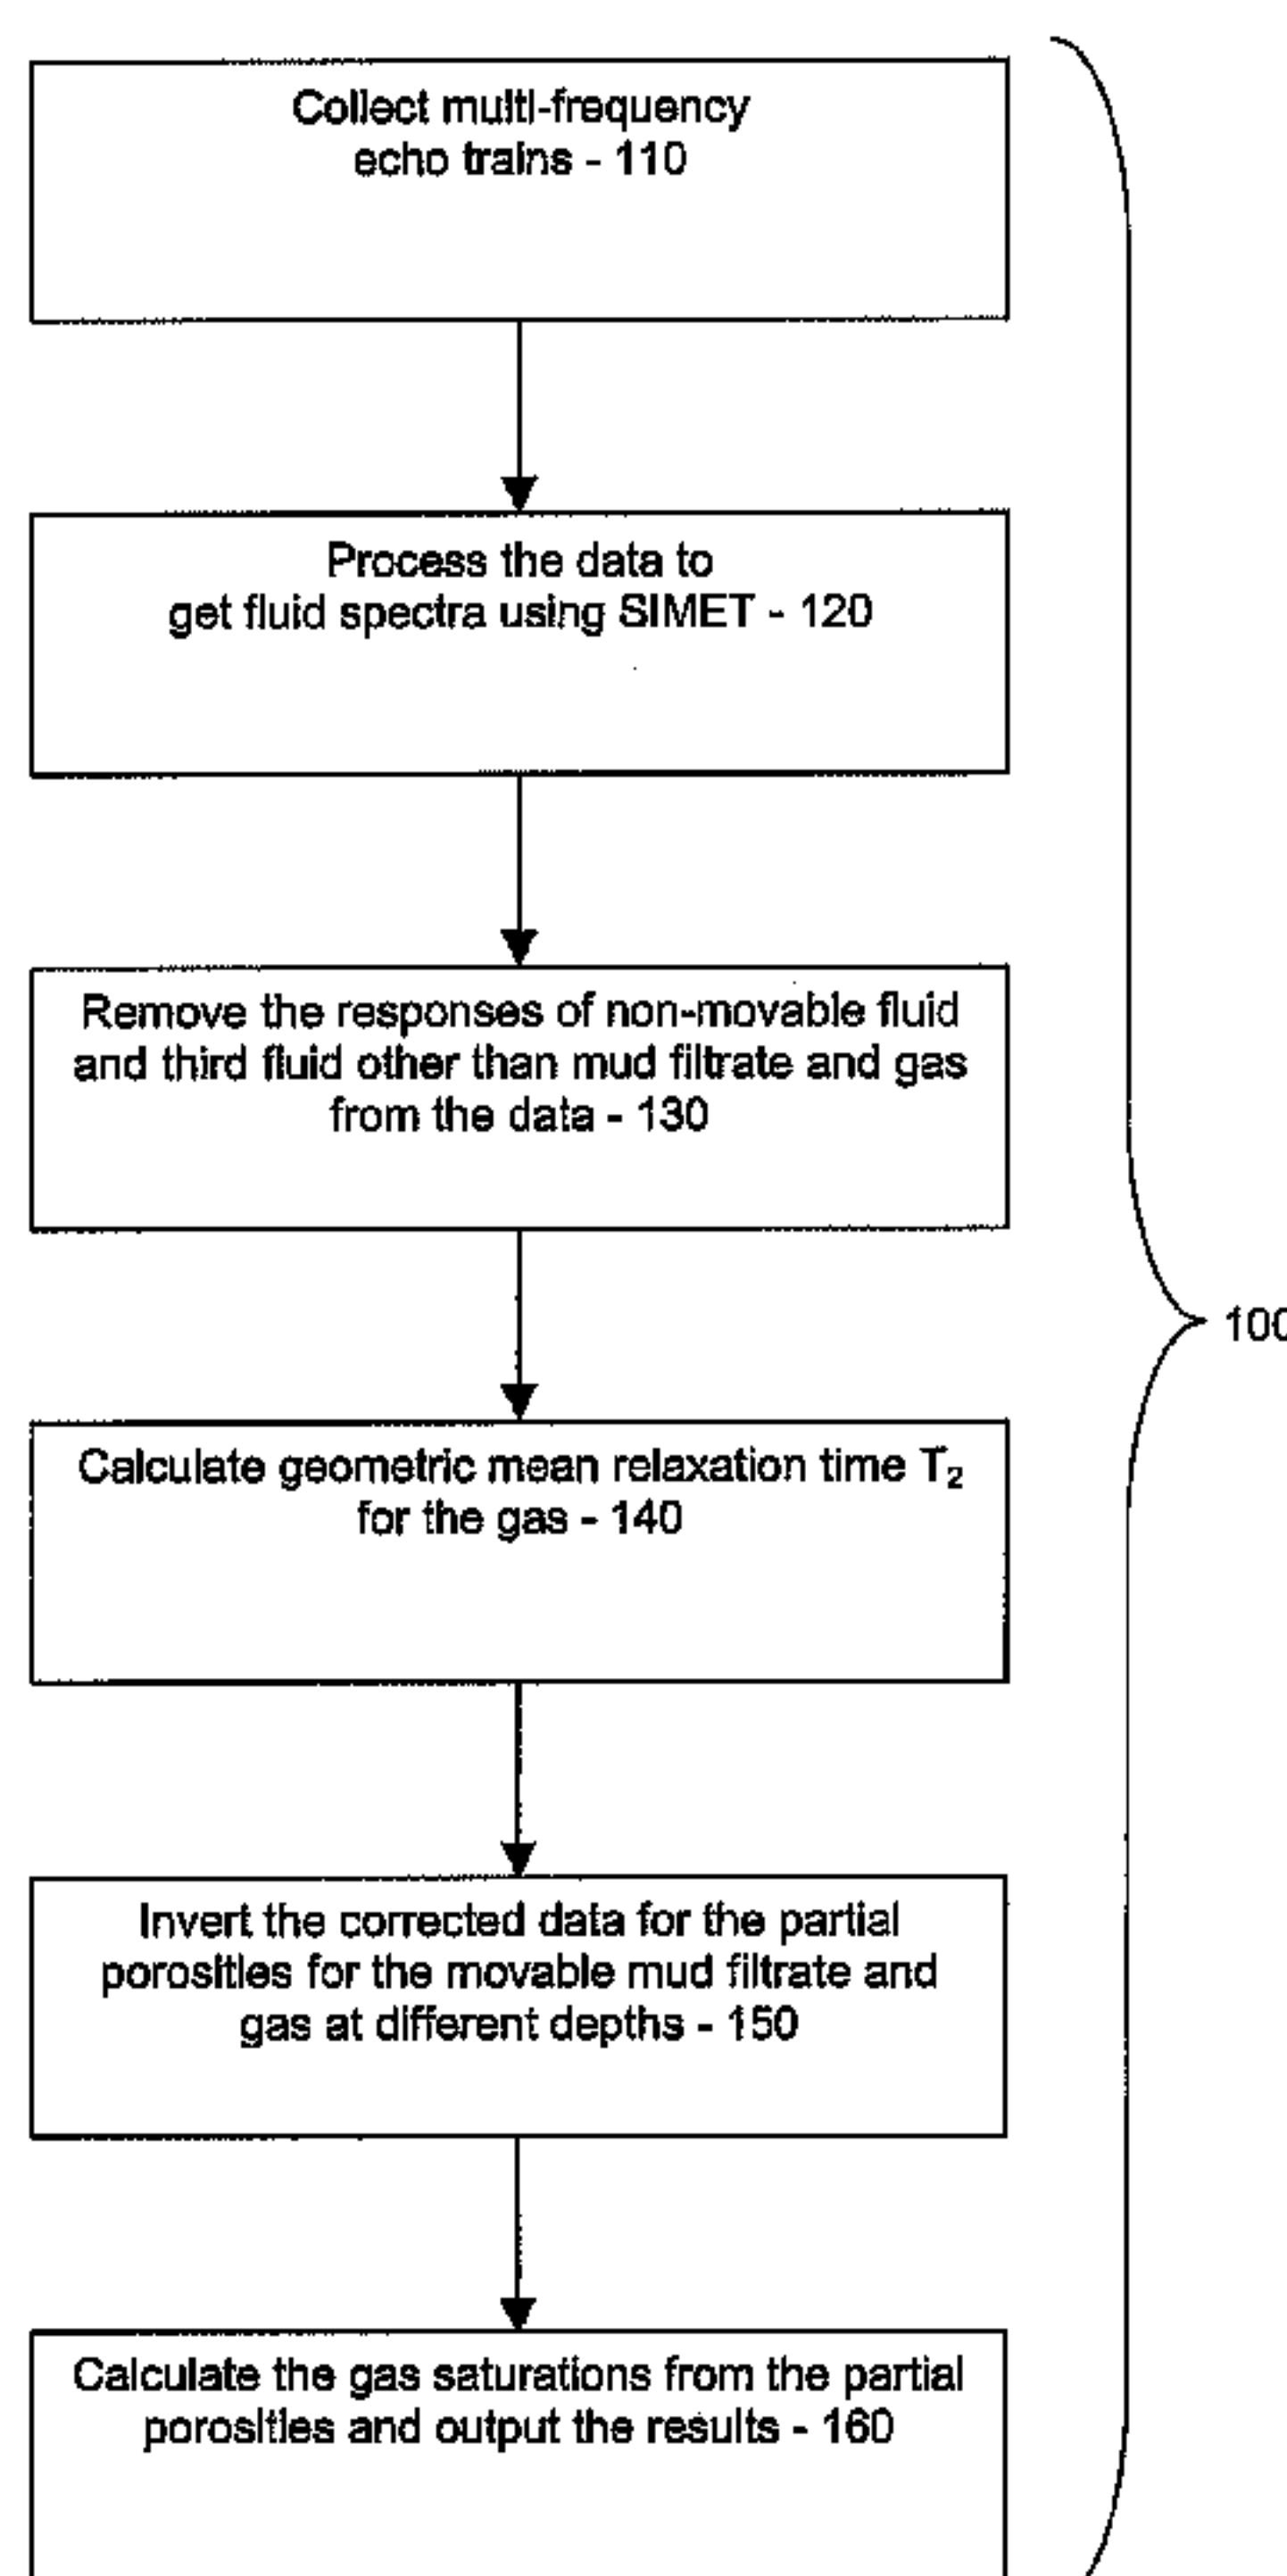 Collect multi-frequency
echo trains - 110
Process the data to
get fluid spectra using SIMET - 120
Remove the responses of non-movable fluid
and third fluid other than mud filtrate and gas
from the data - 130
100
Calculate geometric mean relaxation time T₂
for the gas - 140
Invert the corrected data for the partial
porosities for the movable mud filtrate and
gas at different depths - 150
Calculate the gas saturations from the partial
porosities and output the results - 160